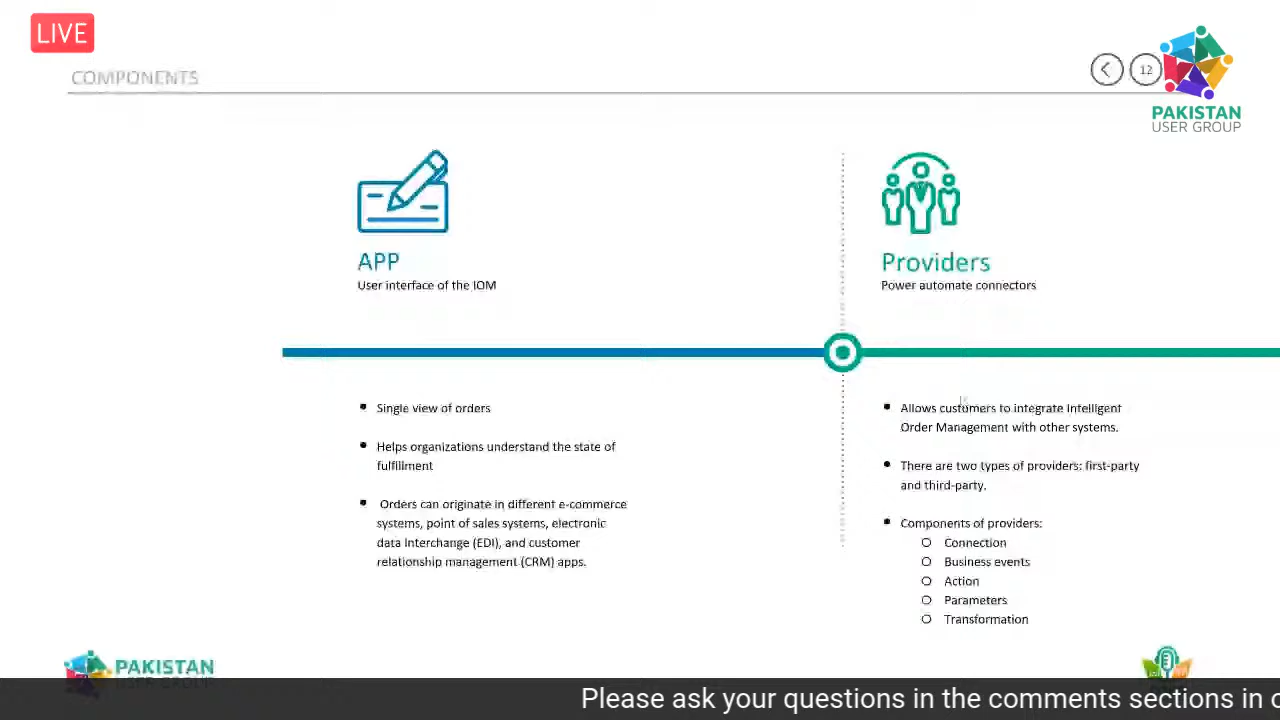 LIVE
COMPONENTS
12
PAKISTAN
USER GROUP
APP
User interface of the IOM
Providers
Power automate connectors
Single view of orders
Helps organizations understand the state of
fulfillment
Orders can originate in different e-commerce
systems, point of sales systems, electronic
data interchange (EDI), and customer
relationship management (CRM) apps.
Allows customers to integrate Intelligent
Order Management with other systems.
There are two types of providers: first-party
and third-party.
Components of providers:
Connection
Business events
Action
Parameters
Transformation
PAKISTAN
USER GROUP
Please ask your questions in the comments sections in